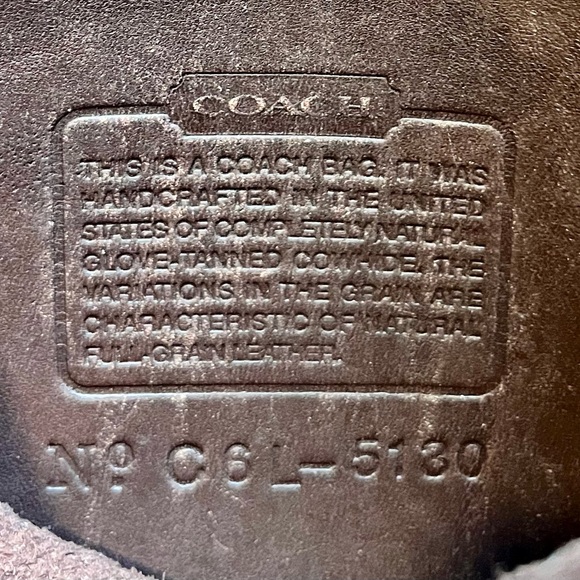 COACH
THIS IS A COACH BAG. IT WAS
HANDCRAFTED IN THE UNITED
STATES OF COMPLETELY NATURAL
GLOVE-TANNED COWHIDE. THE
VARIATIONS IN THE GRAIN ARE
CHARACTERISTIC OF NATURAL
FULL-GRAIN LEATHER.
Nº C6L-5130